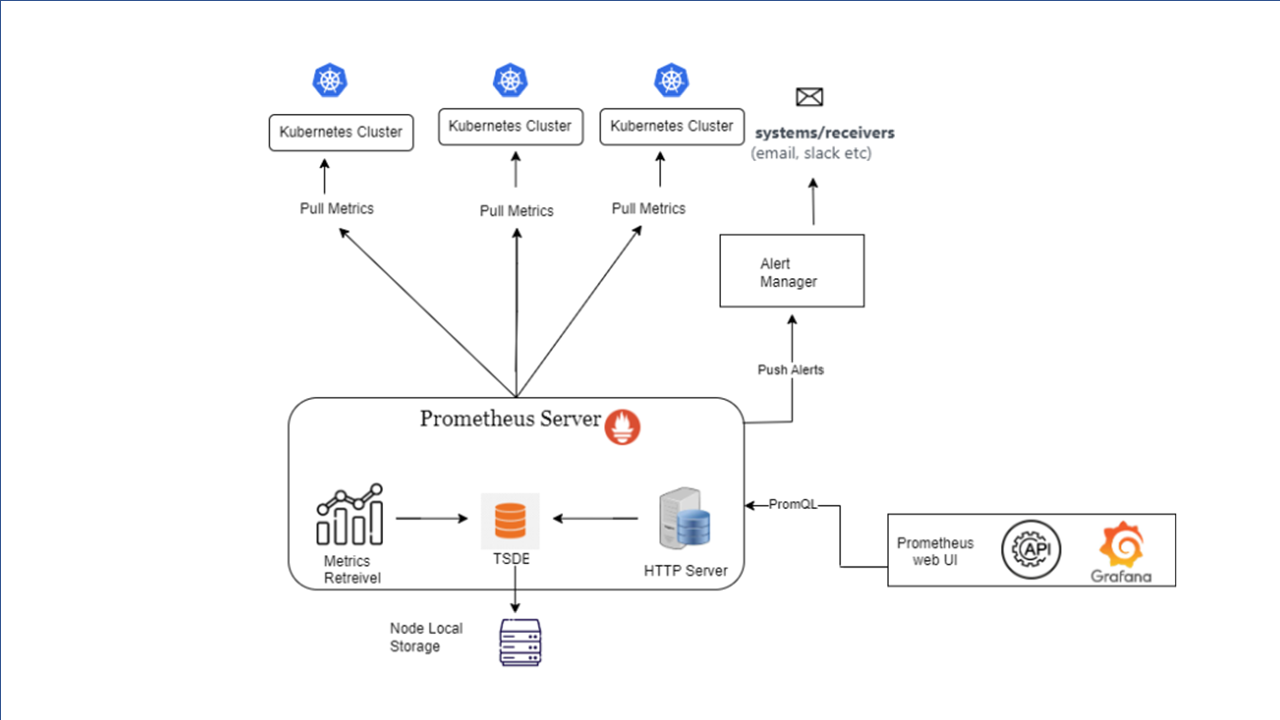 Kubernetes Cluster
Kubernetes Cluster
Kubernetes Cluster
systems/receivers
(email, slack etc)
Pull Metrics
Pull Metrics
Pull Metrics
Alert
Manager
Push Alerts
Prometheus Server
Metrics
Retreivel
TSDE
HTTP Server
PromQL
Prometheus
web UI
API
Grafana
Node Local
Storage